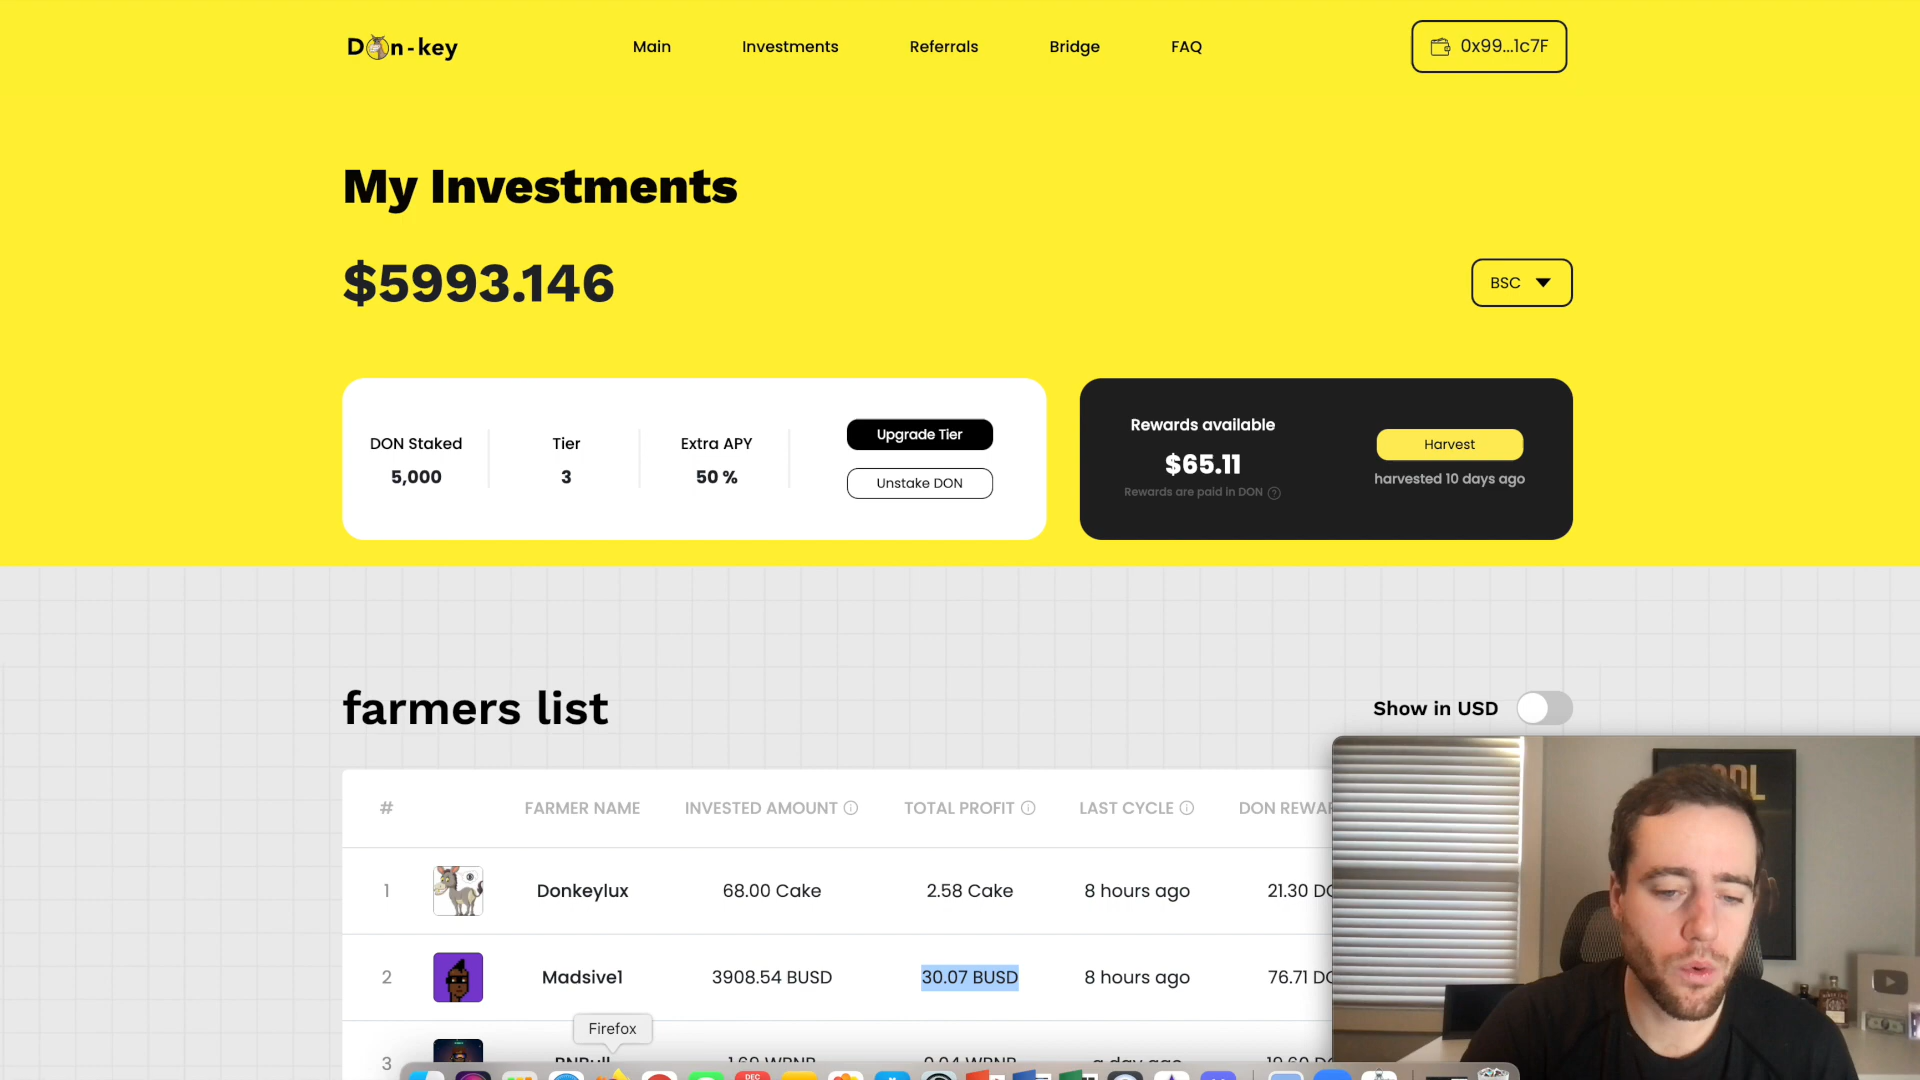 Don-key
Main
Investments
Referrals
Bridge
FAQ
0x99...1c7F
My Investments
$5993.146
BSC
DON Staked
5,000
Tier
3
Extra APY
50 %
Upgrade Tier
Unstake DON
Rewards available
$65.11
Rewards are paid in DON
Harvest
harvested 10 days ago
farmers list
Show in USD
# FARMER NAME INVESTED AMOUNT TOTAL PROFIT LAST CYCLE DON
1 Donkeylux 68.00 Cake 2.58 Cake 8 hours ago 21.30
2 Madsive1 3908.54 BUSD 30.07 BUSD 8 hours ago 76.71
3
Firefox
DEC